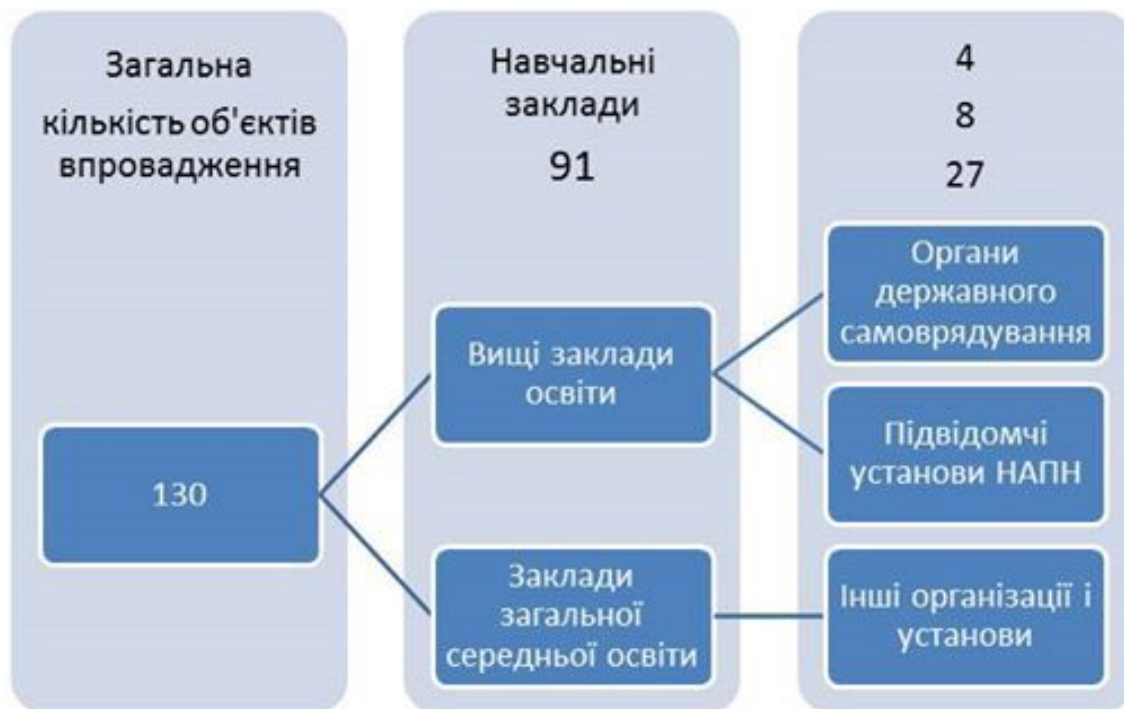 Загальна
кількість об'єктів
впровадження
130
Навчальні
заклади
91
Вищі заклади
освіти
Заклади
загальної
середньої освіти
4
8
27
Органи
державного
самоврядування
Підвідомчі
установи НАПН
Інші організації і
установи